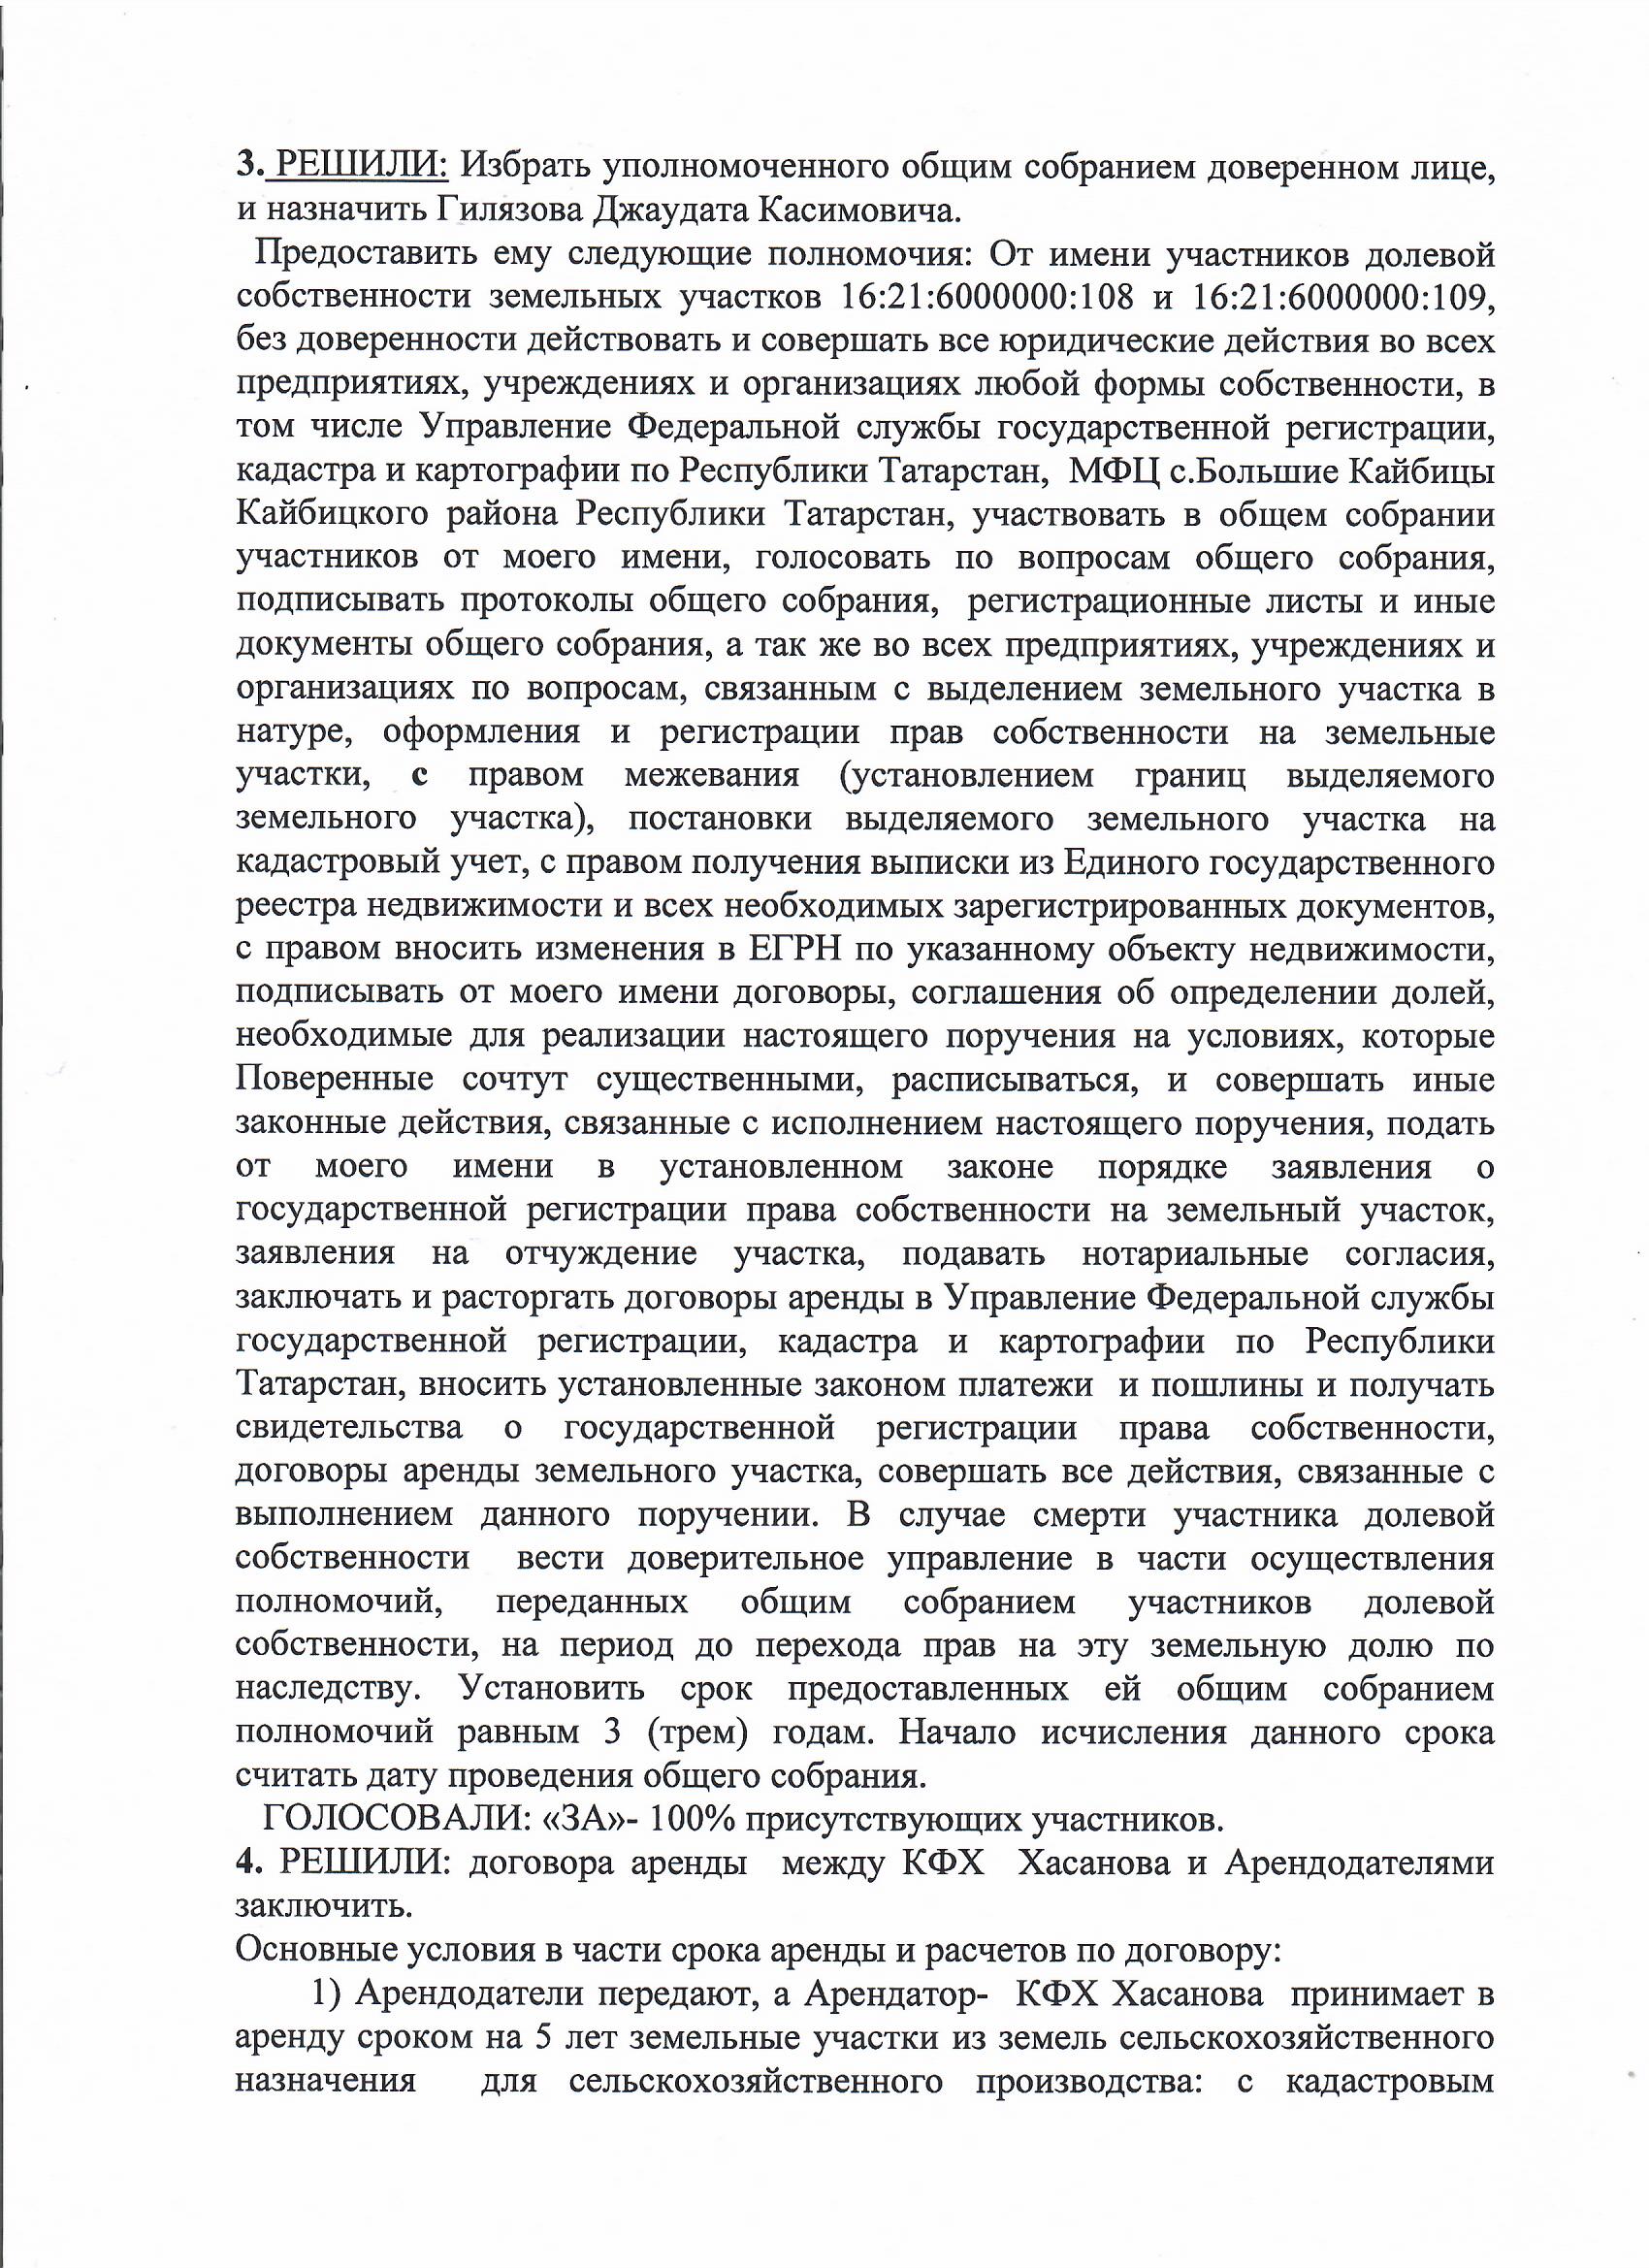 3. РЕШИЛИ: Избрать уполномоченного общим собранием доверенном лице,
и назначить Гилязова Джаудата Касимовича.
Предоставить ему следующие полномочия: От имени участников долевой
собственности земельных участков 16:21:6000000:108 и 16:21:6000000:109,
без доверенности действовать и совершать все юридические действия во всех
предприятиях, учреждениях и организациях любой формы собственности, в
том числе Управление Федеральной службы государственной регистрации,
кадастра и картографии по Республики Татарстан, МФЦ с.Большие Кайбицы
Кайбицкого района Республики Татарстан, участвовать в общем собрании
участников от моего имени, голосовать по вопросам общего собрания,
подписывать протоколы общего собрания, регистрационные листы и иные
документы общего собрания, а так же во всех предприятиях, учреждениях и
организациях по вопросам, связанным с выделением земельного участка в
натуре, оформления и регистрации прав собственности на земельные
участки, с правом межевания (установлением границ выделяемого
земельного участка), постановки выделяемого земельного участка на
кадастровый учет, с правом получения выписки из Единого государственного
реестра недвижимости и всех необходимых зарегистрированных документов,
с правом вносить изменения в ЕГРН по указанному объекту недвижимости,
подписывать от моего имени договоры, соглашения об определении долей,
необходимые для реализации настоящего поручения на условиях, которые
Поверенные сочтут существенными, расписываться, и совершать иные
законные действия, связанные с исполнением настоящего поручения, подать
от моего имени в установленном законе порядке заявления о
государственной регистрации права собственности на земельный участок,
заявления на отчуждение участка, подавать нотариальные согласия,
заключать и расторгать договоры аренды в Управление Федеральной службы
государственной регистрации, кадастра и картографии по Республики
Татарстан, вносить установленные законом платежи и пошлины и получать
свидетельства о государственной регистрации права собственности,
договоры аренды земельного участка, совершать все действия, связанные с
выполнением данного поручении. В случае смерти участника долевой
собственности вести доверительное управление в части осуществления
полномочий, переданных общим собранием участников долевой
собственности, на период до перехода прав на эту земельную долю по
наследству. Установить срок предоставленных ей общим собранием
полномочий равным 3 (трем) годам. Начало исчисления данного срока
считать дату проведения общего собрания.
ГОЛОСОВАЛИ: «ЗА»- 100% присутствующих участников.
4. РЕШИЛИ: договора аренды между КФХ Хасанова и Арендодателями
заключить.
Основные условия в части срока аренды и расчетов по договору:
1) Арендодатели передают, а Арендатор- КФХ Хасанова принимает в
аренду сроком на 5 лет земельные участки из земель сельскохозяйственного
назначения для сельскохозяйственного производства: с кадастровым